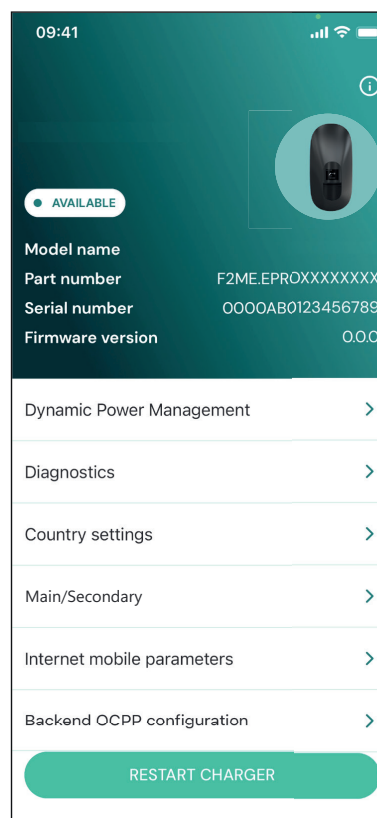 09:41
AVAILABLE
Model name
Part number F2ME.EPROXXXXXXXX
Serial number 0000AB0123456789
Firmware version 0.0.0
Dynamic Power Management
Diagnostics
Country settings
Main/Secondary
Internet mobile parameters
Backend OCPP configuration
RESTART CHARGER